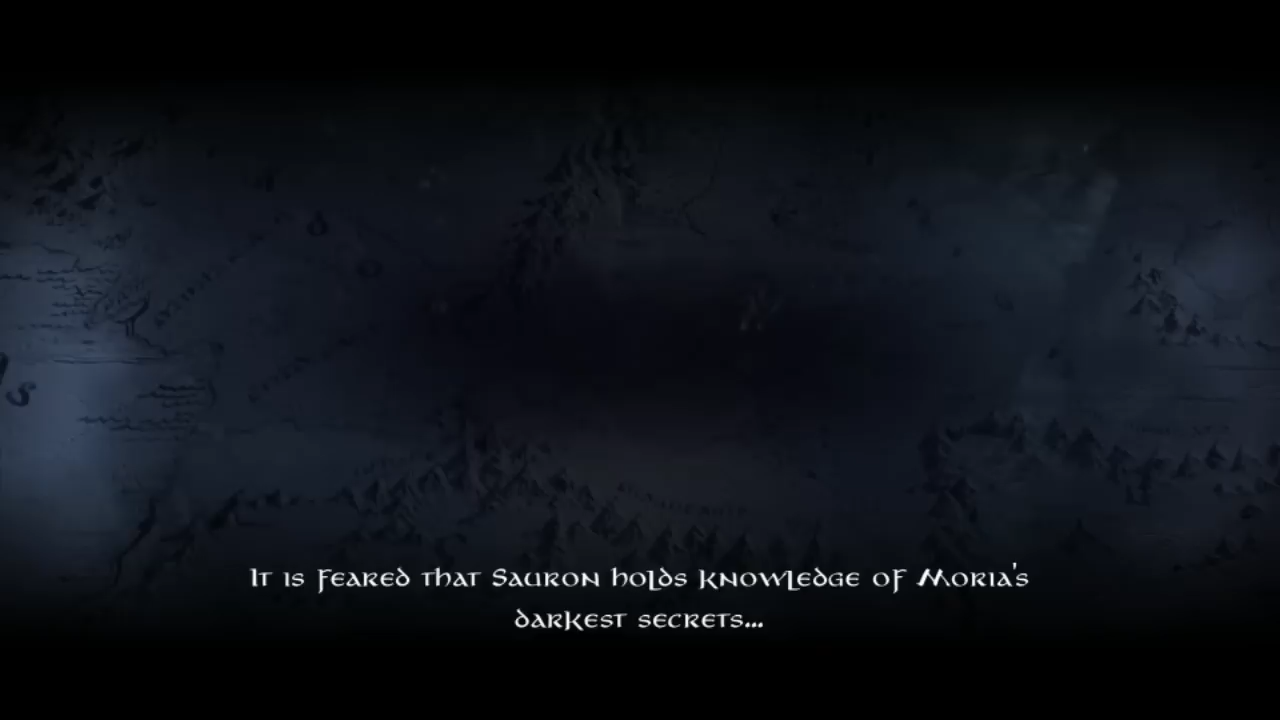 It is feared that Sauron holds knowledge of Moria's
darkest secrets...